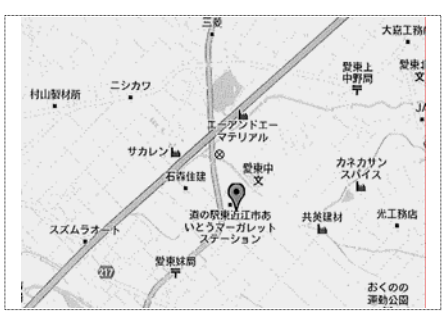 三菱
大嘉工務
愛東上
中野局
愛東北
文
ニシカワ
村山製材所
JA
エーアンドエー
マテリアル
サカレン
愛東中
文
カネカサン
スパイス
石森住建
道の駅東近江市あ
いとうマーガレット
ステーション
共英建材
光工務店
スズムラオート
217
愛東妹局
おくのの
運動公園